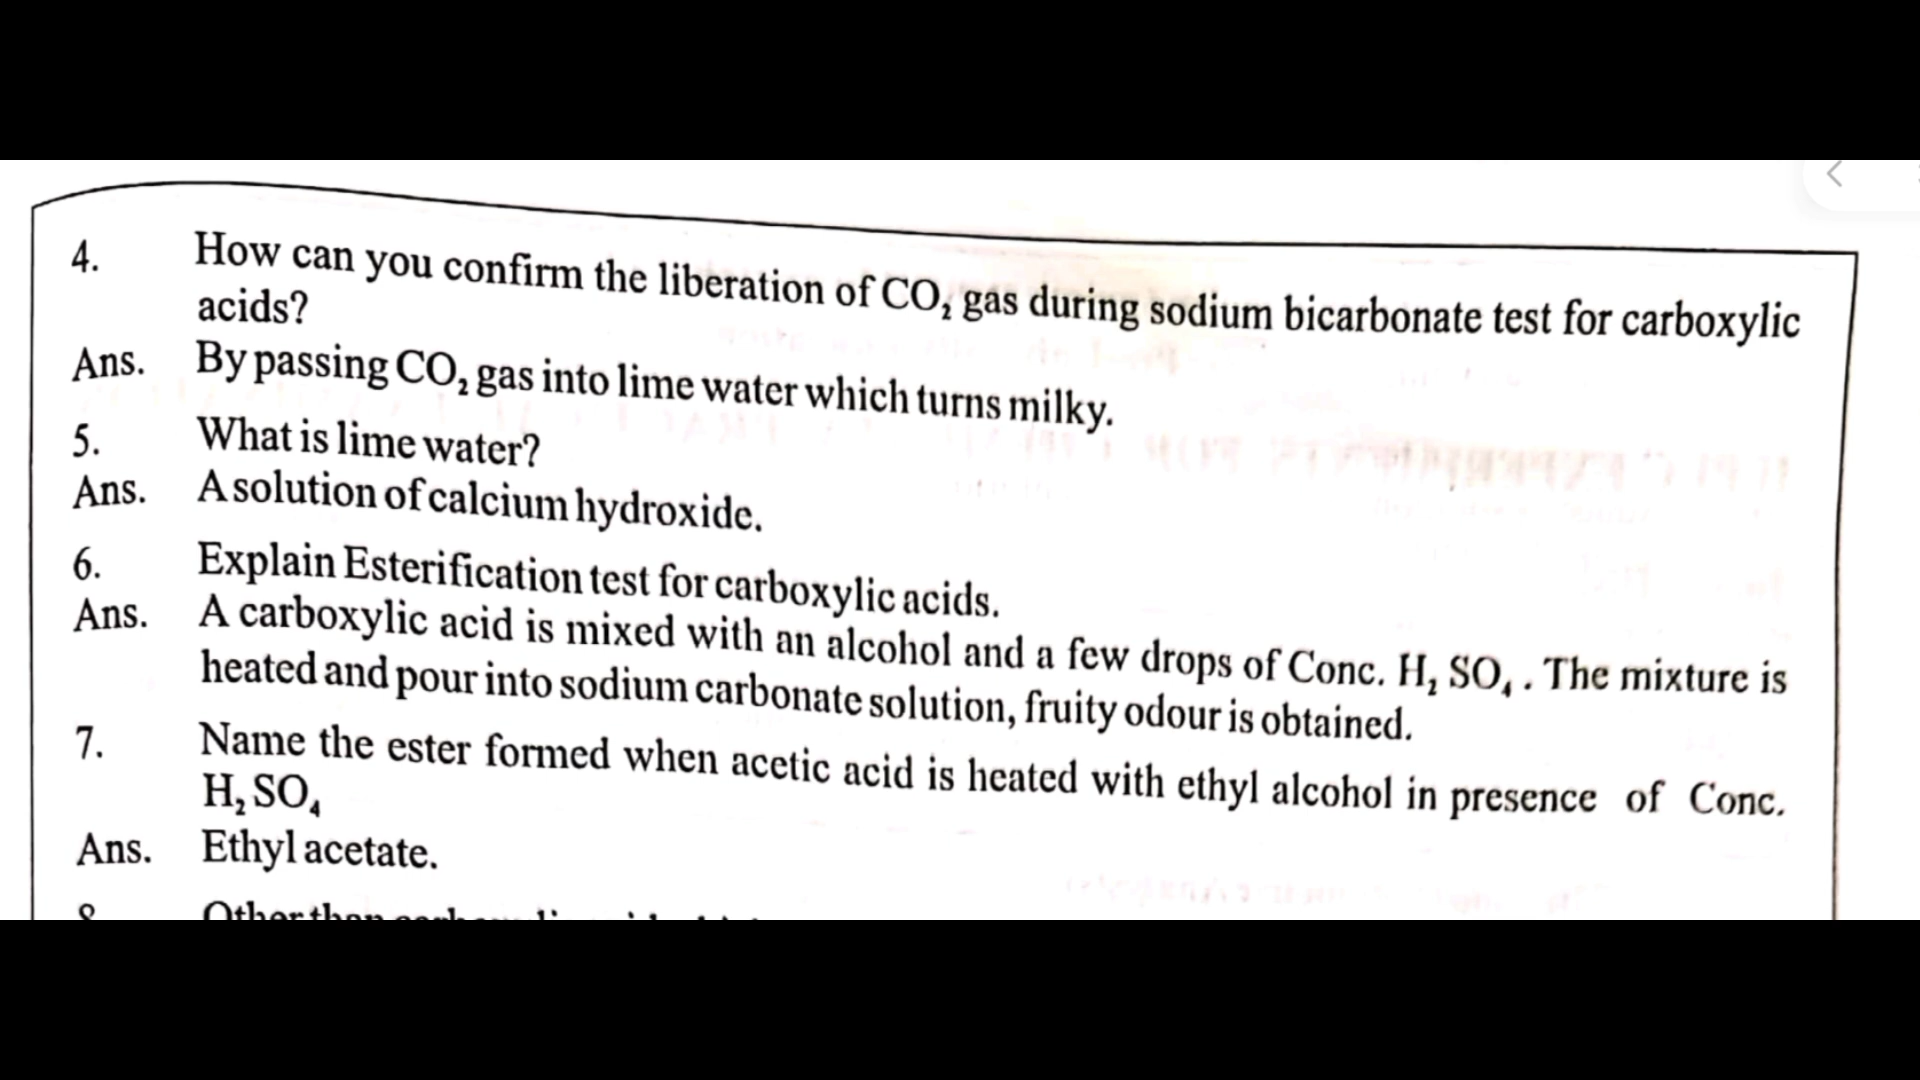 4. How can you confirm the liberation of CO₂ gas during sodium bicarbonate test for carboxylic
acids?
Ans. By passing CO₂ gas into lime water which turns milky.
5. What is lime water?
Ans. A solution of calcium hydroxide.
6. Explain Esterification test for carboxylic acids.
Ans. A carboxylic acid is mixed with an alcohol and a few drops of Conc. H₂ SO₄ . The mixture is
heated and pour into sodium carbonate solution, fruity odour is obtained.
7. Name the ester formed when acetic acid is heated with ethyl alcohol in presence of Conc.
H₂ SO₄
Ans. Ethyl acetate.
Other than